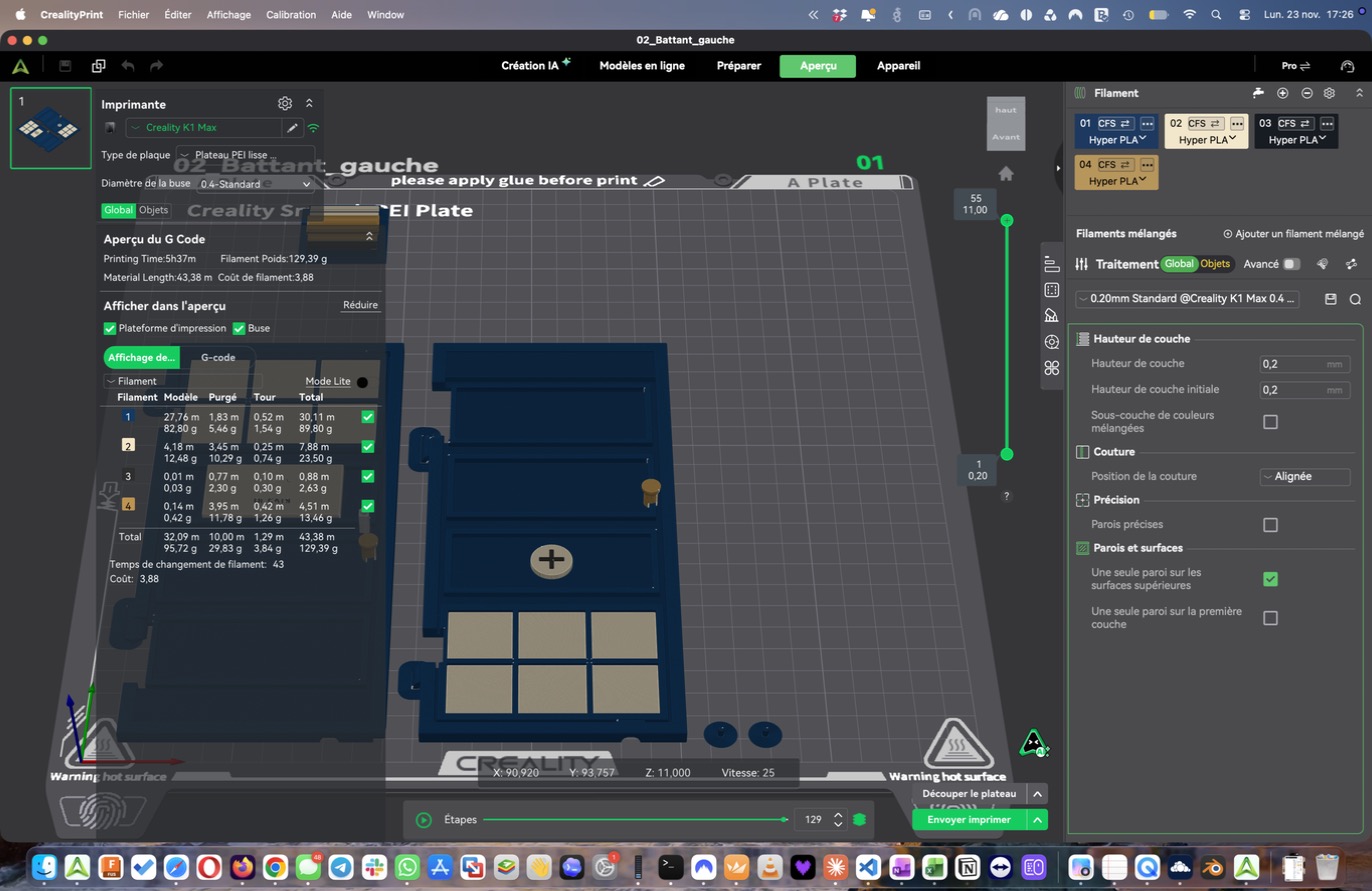 CrealityPrint Fichier Éditer Affichage Calibration Aide Window
Lun. 23 nov. 17:26
02_Battant_gauche
Création IA Modèles en ligne Préparer Aperçu Appareil
Pro
1
Imprimante
Creality K1 Max
Type de plaque Plateau PEI lisse ...
Diamètre de la buse 0.4-Standard
Global Objets
Aperçu du G Code
Printing Time:5h37m Filament Poids:129,39 g
Material Length:43,38 m Coût de filament:3,88
Afficher dans l'aperçu Réduire
Plateforme d'impression Buse
Affichage de... G-code
Filament Mode Lite
Filament Modèle Purgé Tour Total
1 27,76 m 1,83 m 0,52 m 30,11 m
82,80 g 5,46 g 1,54 g 89,80 g
2 4,18 m 3,45 m 0,25 m 7,88 m
12,48 g 10,29 g 0,74 g 23,50 g
3 0,01 m 0,77 m 0,10 m 0,88 m
0,03 g 2,30 g 0,30 g 2,63 g
4 0,14 m 3,95 m 0,42 m 4,51 m
0,42 g 11,78 g 1,26 g 13,46 g
Total 32,09 m 10,00 m 1,29 m 43,38 m
95,72 g 29,83 g 3,84 g 129,39 g
Temps de changement de filament: 43
Coût: 3,88
02_Battant_gauche
01
please apply glue before print
A Plate
Creality Sm PEI Plate
haut
Avant
55
11,00
1
0,20
?
CREALITY
Warning hot surface
Warning hot surface
X: 90,920 Y: 93,757 Z: 11,000 Vitesse: 25
Étapes 129
Découper le plateau
Envoyer imprimer
Filament
01 CFS 02 CFS 03 CFS
Hyper PLA Hyper PLA Hyper PLA
04 CFS
Hyper PLA
Filaments mélangés Ajouter un filament mélangé
Traitement Global Objets Avancé
0.20mm Standard @Creality K1 Max 0.4 ...
Hauteur de couche
Hauteur de couche 0,2 mm
Hauteur de couche initiale 0,2 mm
Sous-couche de couleurs
mélangées
Couture
Position de la couture Alignée
Précision
Parois précises
Parois et surfaces
Une seule paroi sur les
surfaces supérieures
Une seule paroi sur la première
couche